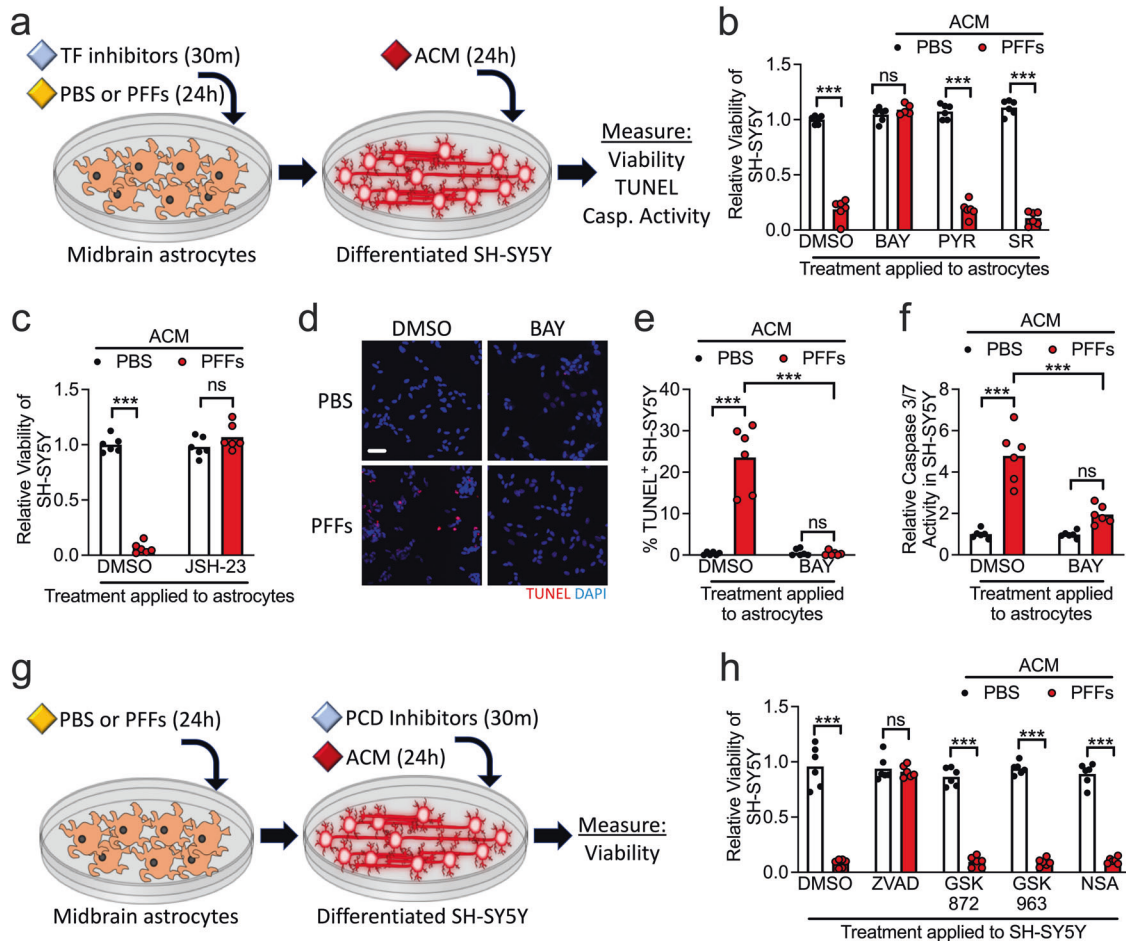 a
TF inhibitors (30m)
PBS or PFFs (24h)
ACM (24h)
Midbrain astrocytes
Differentiated SH-SY5Y
Measure:
Viability
TUNEL
Casp. Activity
b
ACM
PBS PFFs
Relative Viability of
SH-SY5Y
1.5
1.0
0.5
0
*** ns *** ***
DMSO BAY PYR SR
Treatment applied to astrocytes
c
ACM
PBS PFFs
Relative Viability of
SH-SY5Y
1.5
1.0
0.5
0.0
*** ns
DMSO JSH-23
Treatment applied to astrocytes
d
DMSO BAY
PBS
PFFs
TUNEL DAPI
e
ACM
PBS PFFs
% TUNEL+ SH-SY5Y
40
30
20
10
0
***
***
ns
DMSO BAY
Treatment applied
to astrocytes
f
ACM
PBS PFFs
Relative Caspase 3/7
Activity in SH-SY5Y
8
6
4
2
0
***
***
ns
DMSO BAY
Treatment applied
to astrocytes
g
PBS or PFFs (24h)
PCD Inhibitors (30m)
ACM (24h)
Midbrain astrocytes
Differentiated SH-SY5Y
Measure:
Viability
h
ACM
PBS PFFs
Relative Viability of
SH-SY5Y
1.5
1.0
0.5
0.0
*** ns *** *** ***
DMSO ZVAD GSK GSK NSA
872 963
Treatment applied to SH-SY5Y